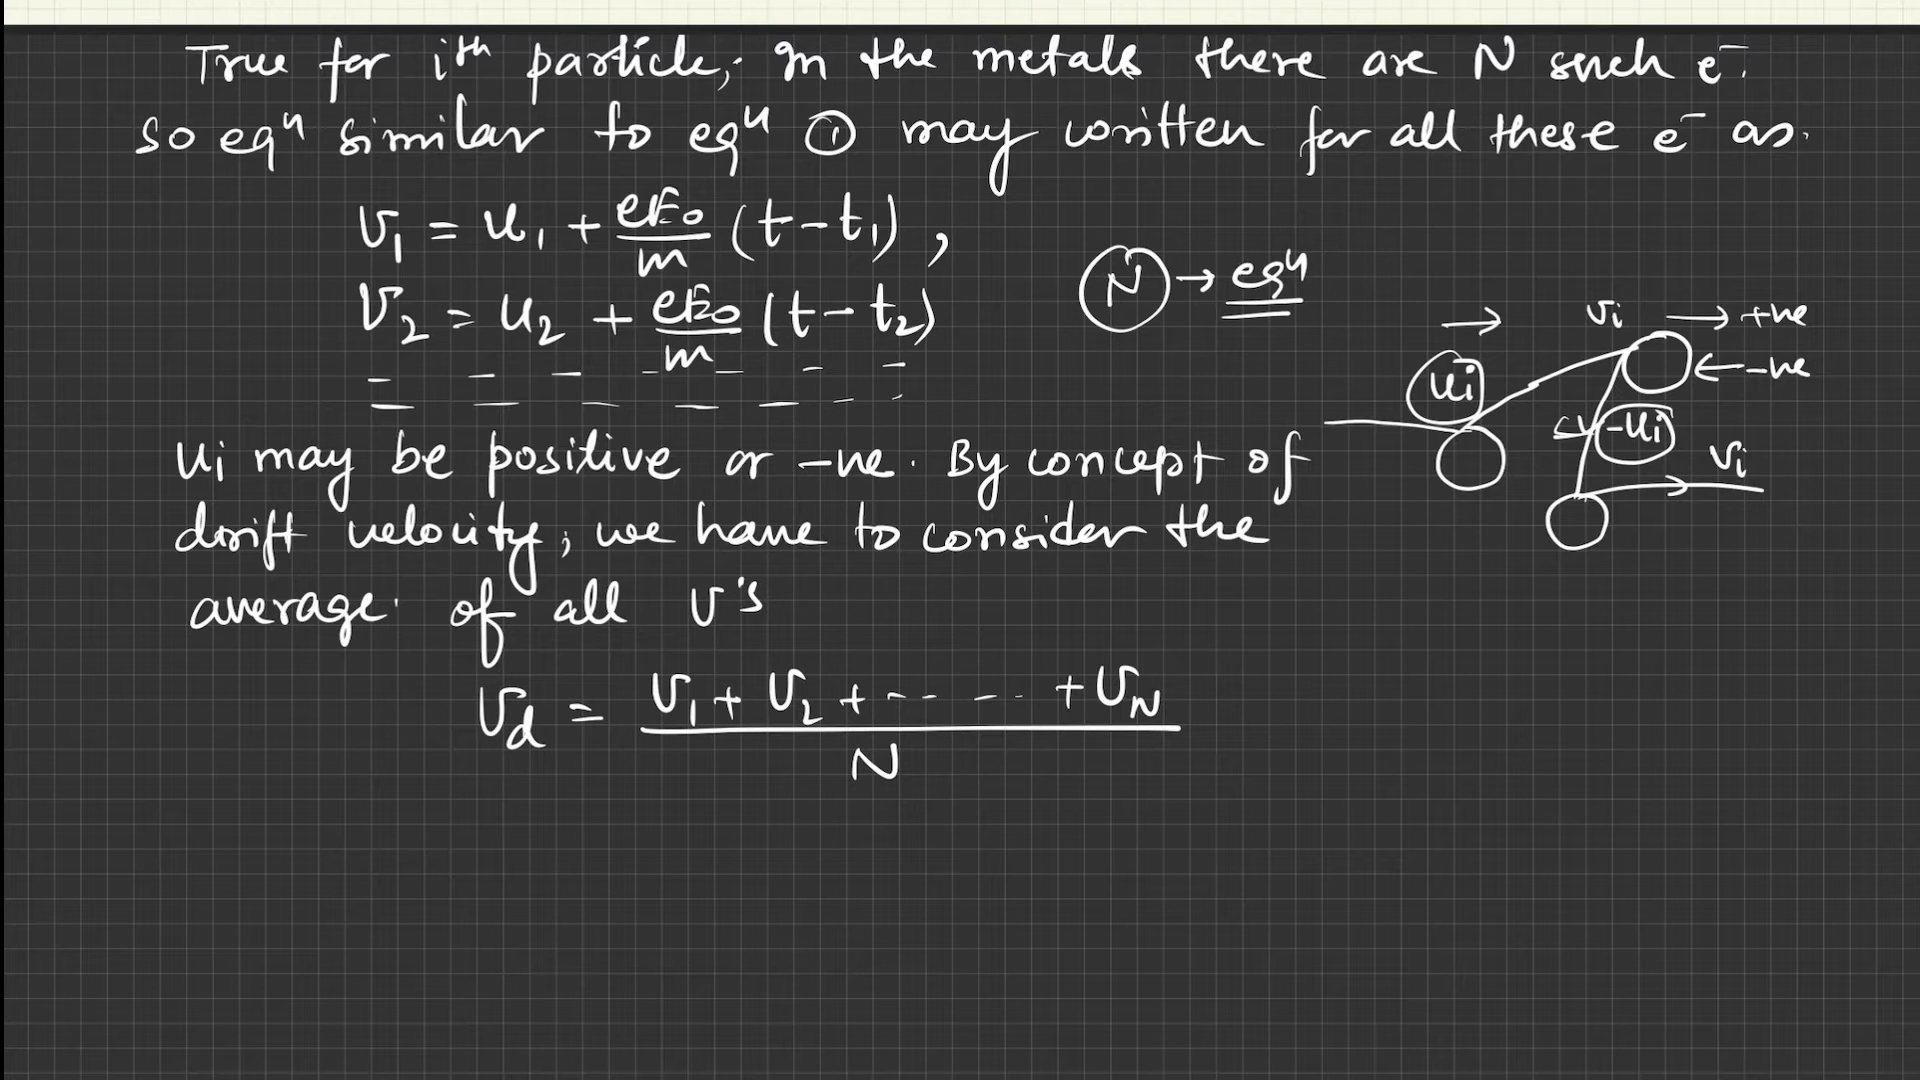 True for iᵗʰ particle, In the metals there are N such e⁻.
so eqⁿ similar to eqⁿ ① may written for all these e⁻ as.
v₁ = u₁ + eE₀/m (t-t₁),
v₂ = u₂ + eE₀/m (t-t₂)
N → eqⁿ
vᵢ → +ve
← -ve
uᵢ
-uᵢ
vᵢ
uᵢ may be positive or -ve. By concept of
drift velocity, we have to consider the
average of all v's
v_d = (v₁ + v₂ + ----- + v_N)/N